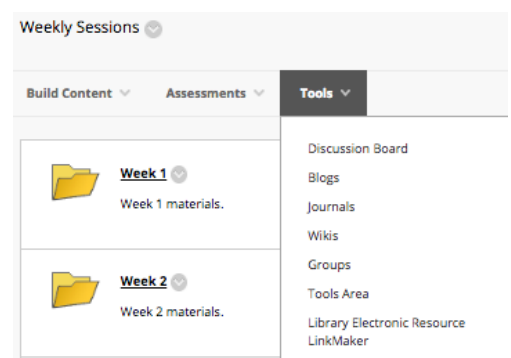 Weekly Sessions
Build Content Assessments Tools
Discussion Board
Week 1
Blogs
Week 1 materials.
Journals
Wikis
Groups
Week 2
Tools Area
Week 2 materials.
Library Electronic Resource
LinkMaker